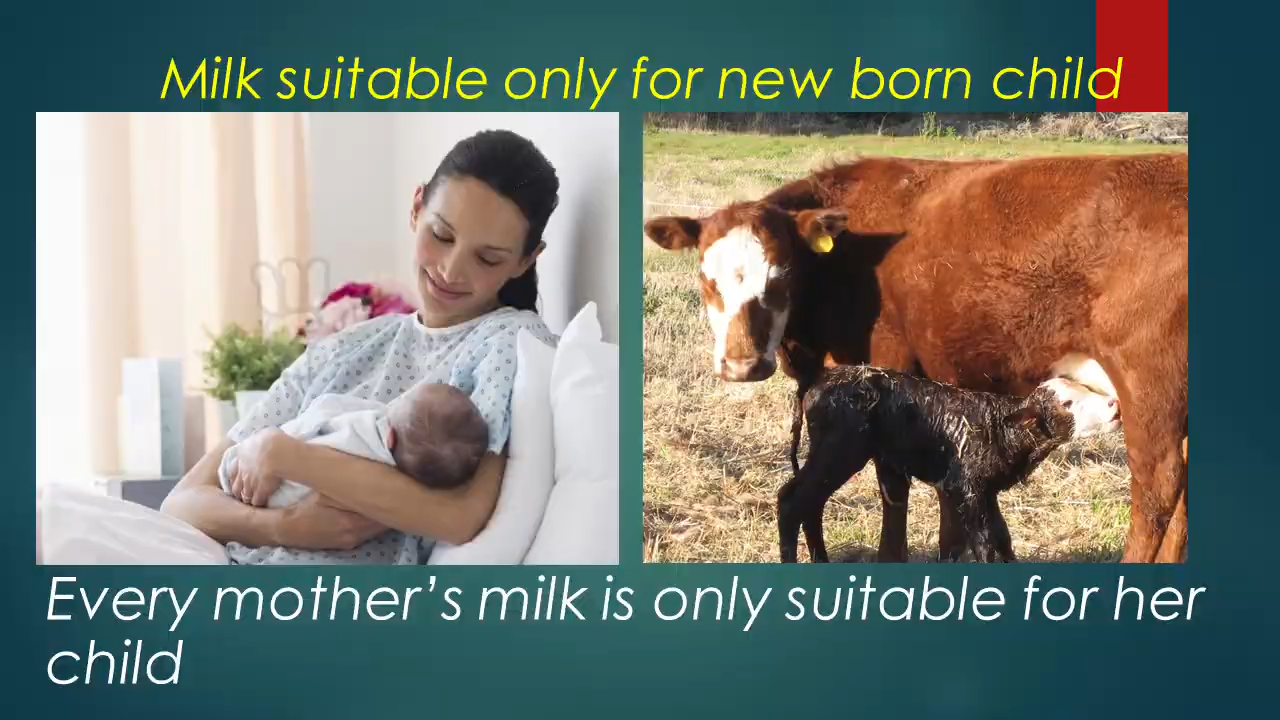 Milk suitable only for new born child
Every mother’s milk is only suitable for her
child